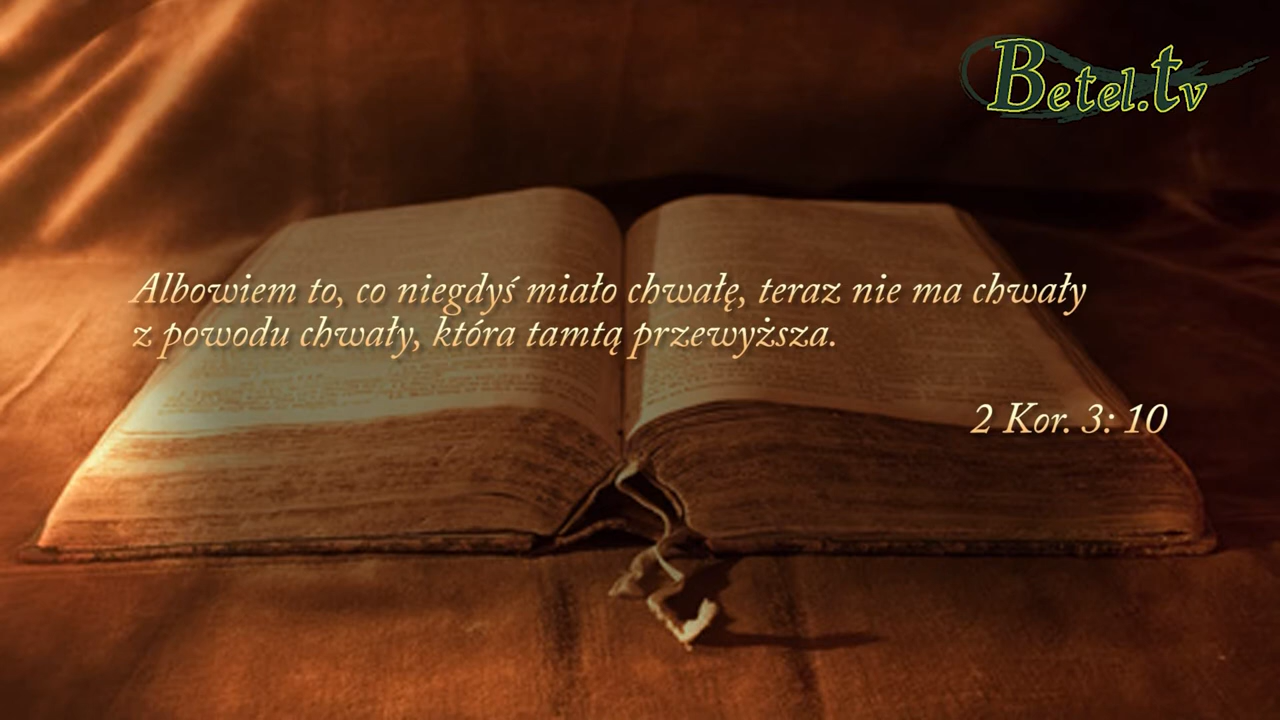 Betel.tv
Albowiem to, co niegdyś miało chwałę, teraz nie ma chwały
z powodu chwały, która tamtą przewyższa.
2 Kor. 3: 10